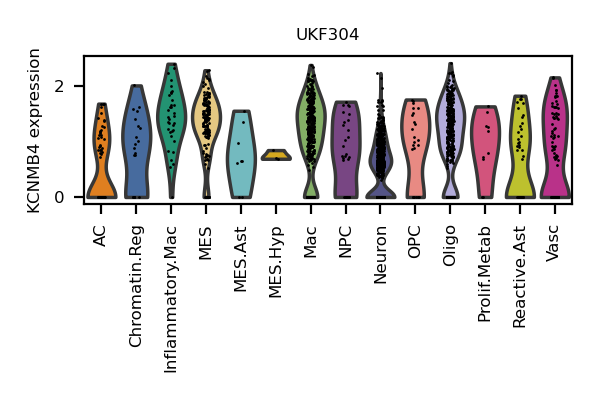 UKF304
KCNMB4 expression
2
0
AC
Chromatin.Reg
Inflammatory.Mac
MES
MES.Ast
MES.Hyp
Mac
NPC
Neuron
OPC
Oligo
Prolif.Metab
Reactive.Ast
Vasc